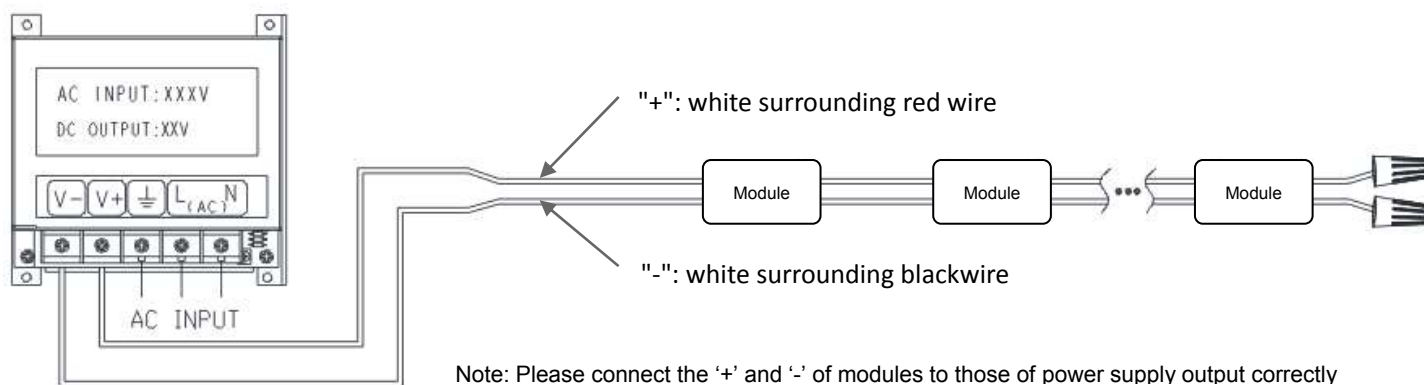 AC INPUT:XXXV
DC OUTPUT:XXV
V- V+ L(AC)N
AC INPUT
"+": white surrounding red wire
Module Module Module
"-": white surrounding blackwire
Note: Please connect the ‘+’ and ‘-’ of modules to those of power supply output correctly